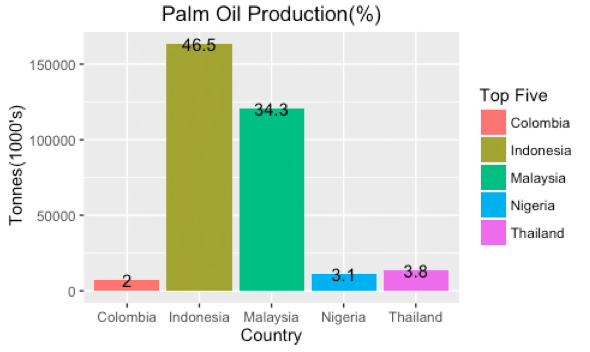 Palm Oil Production(%)
Tonnes(1000's)
150000
100000
50000
0
46.5
34.3
2
3.1
3.8
Colombia
Indonesia
Malaysia
Nigeria
Thailand
Country
Top Five
Colombia
Indonesia
Malaysia
Nigeria
Thailand